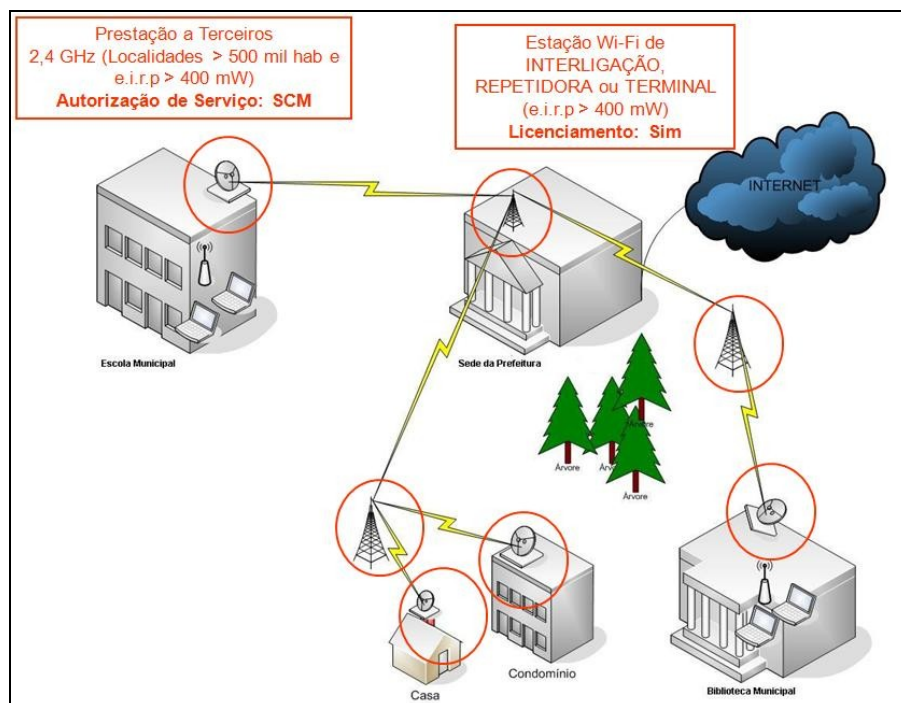 Prestação a Terceiros
2,4 GHz (Localidades > 500 mil hab e
e.i.r.p > 400 mW)
Autorização de Serviço: SCM
Estação Wi-Fi de
INTERLIGAÇÃO,
REPETIDORA ou TERMINAL
(e.i.r.p > 400 mW)
Licenciamento: Sim
INTERNET
Escola Municipal
Sede da Prefeitura
Árvore
Árvore
Árvore
Árvore
Casa
Condomínio
Biblioteca Municipal